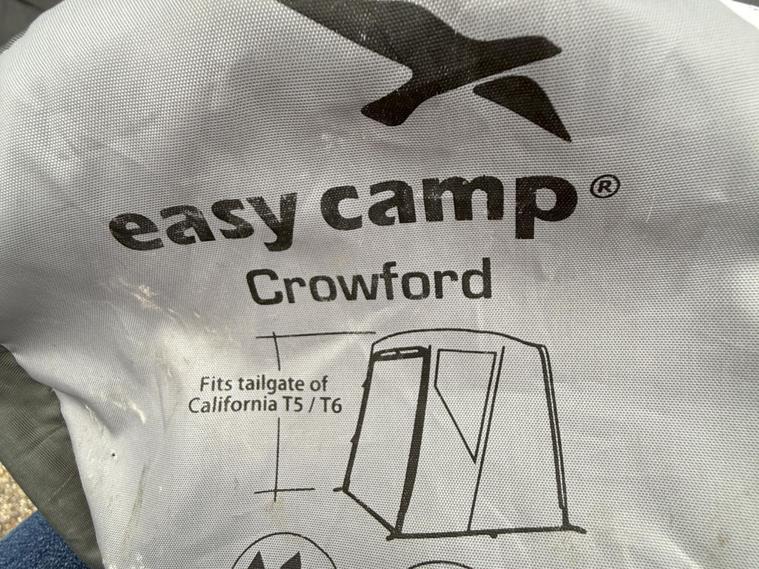 easy camp®
Crowford
Fits tailgate of
California T5 / T6